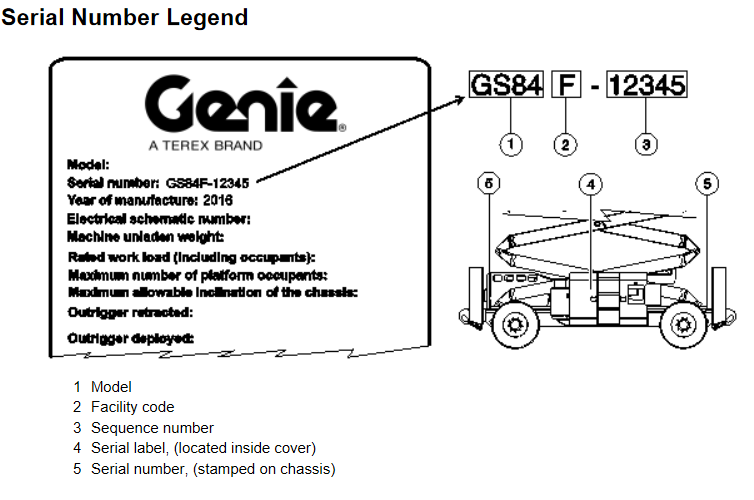 Serial Number Legend
Genie®
A TEREX BRAND
Model:
Serial number: GS84F-12345
Year of manufacture: 2016
Electrical schematic number:
Machine unladen weight:
Rated work load (including occupants):
Maximum number of platform occupants:
Maximum allowable inclination of the chassis:
Outrigger retracted:
Outrigger deployed:
GS84 F - 12345
1 2 3
5 4 5
1 Model
2 Facility code
3 Sequence number
4 Serial label, (located inside cover)
5 Serial number, (stamped on chassis)